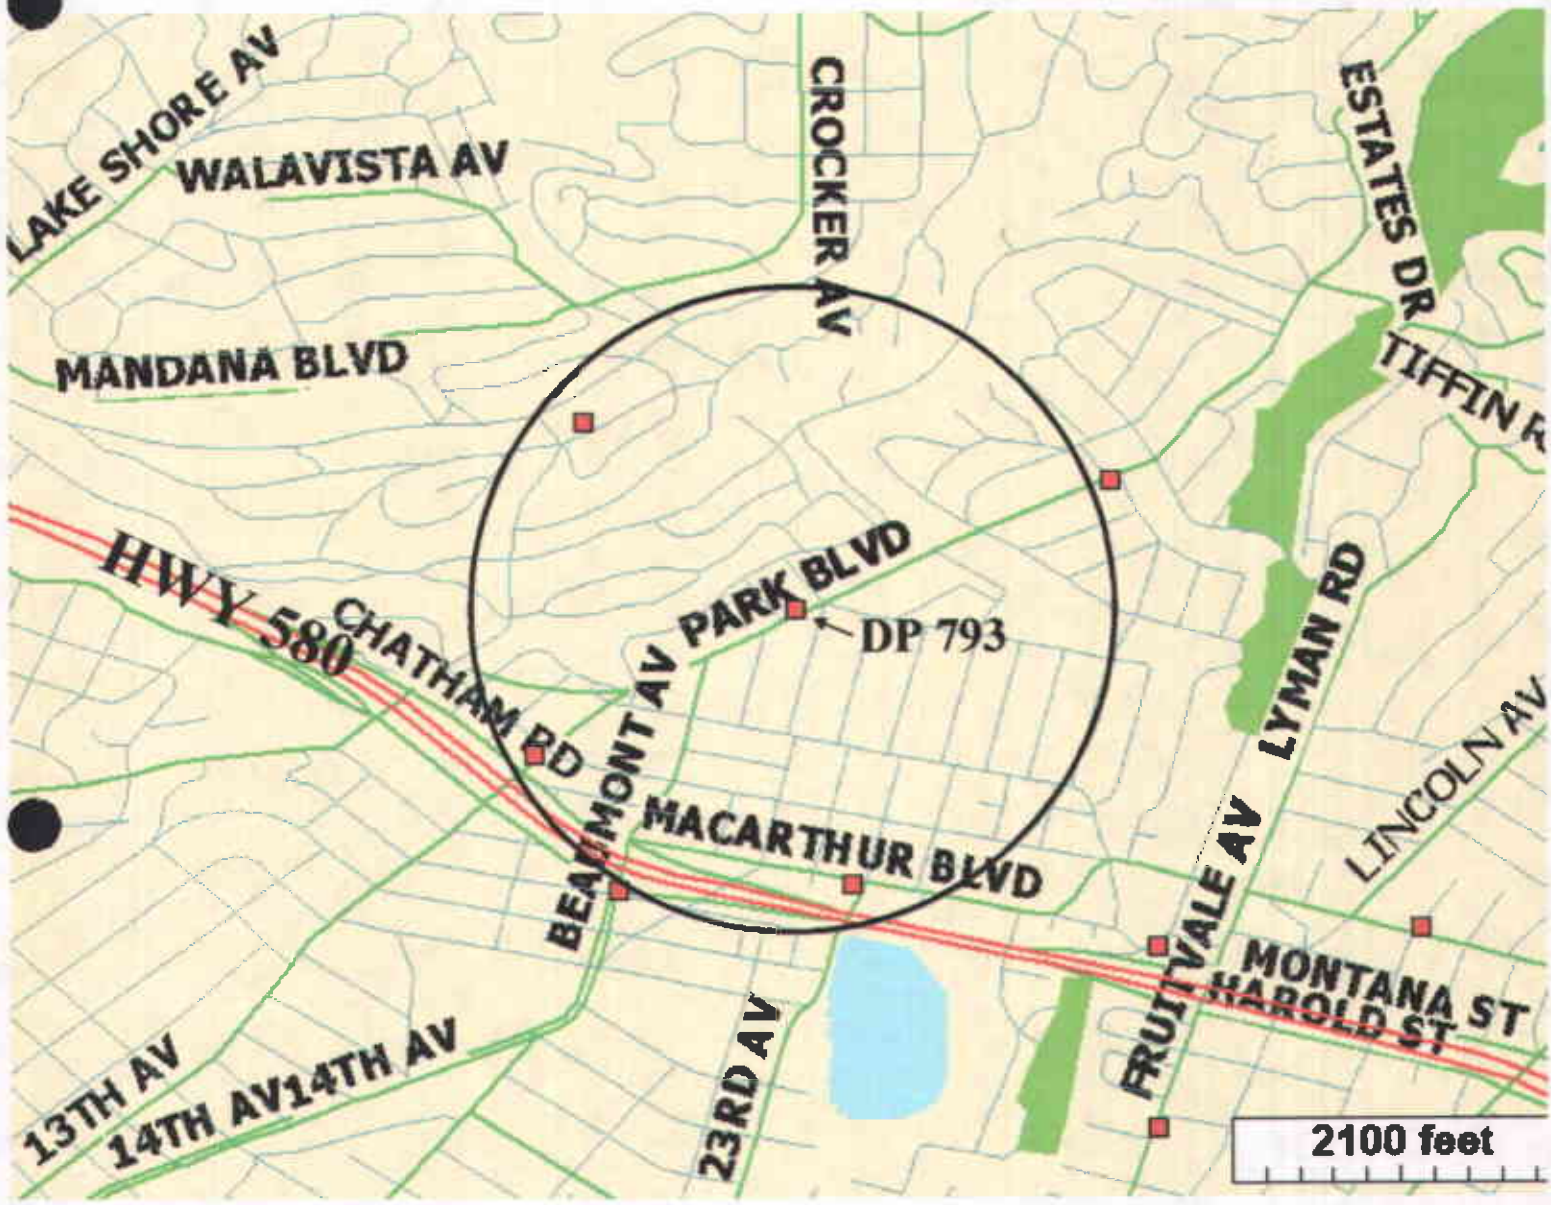 LAKE SHORE AV
WALAVISTA AV
CROCKER AV
ESTATES DR
MANDANA BLVD
TIFFIN R
HWY 580
CHATHAM RD
PARK BLVD
DP 793
BEAUMONT AV
LYMAN RD
LINCOLN AV
MACARTHUR BLVD
FRUITVALE AV
MONTANA ST
HAROLD ST
13TH AV
14TH AV14TH AV
23RD AV
2100 feet